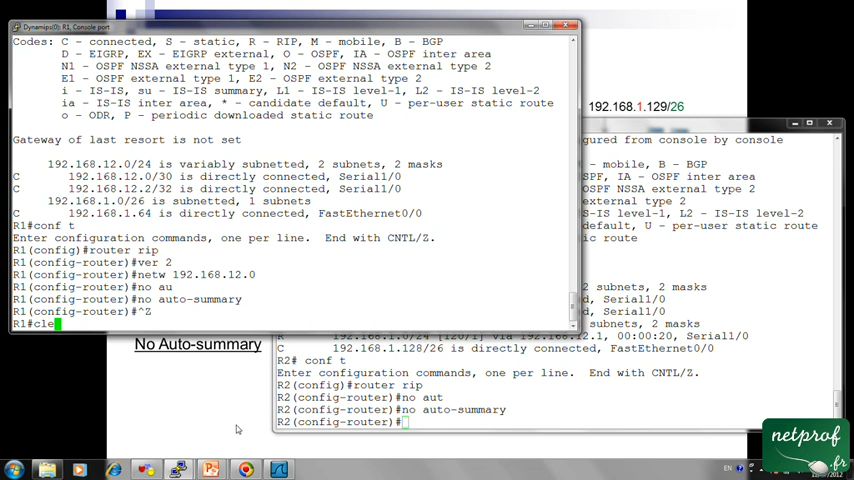 Dynamips(0): R1, Console port
Codes: C - connected, S - static, R - RIP, M - mobile, B - BGP
D - EIGRP, EX - EIGRP external, O - OSPF, IA - OSPF inter area
N1 - OSPF NSSA external type 1, N2 - OSPF NSSA external type 2
E1 - OSPF external type 1, E2 - OSPF external type 2
i - IS-IS, su - IS-IS summary, L1 - IS-IS level-1, L2 - IS-IS level-2
ia - IS-IS inter area, * - candidate default, U - per-user static route
o - ODR, P - periodic downloaded static route
Gateway of last resort is not set
192.168.12.0/24 is variably subnetted, 2 subnets, 2 masks
C 192.168.12.0/30 is directly connected, Serial1/0
C 192.168.12.2/32 is directly connected, Serial1/0
192.168.1.0/26 is subnetted, 1 subnets
C 192.168.1.64 is directly connected, FastEthernet0/0
R1#conf t
Enter configuration commands, one per line. End with CNTL/Z.
R1(config)#router rip
R1(config-router)#ver 2
R1(config-router)#netw 192.168.12.0
R1(config-router)#no au
R1(config-router)#no auto-summary
R1(config-router)#^Z
R1#cle
192.168.1.129/26
gured from console by console
- mobile, B - BGP
SPF, IA - OSPF inter area
NSSA external type 2
ernal type 2
S-IS level-1, L2 - IS-IS level-2
default, U - per-user static route
c route
2 subnets, 2 masks
ed, Serial1/0
ed, Serial1/0
R 192.168.1.0/24 [120/1] via 192.168.12.1, 00:00:20, Serial1/0
C 192.168.1.128/26 is directly connected, FastEthernet0/0
R2# conf t
Enter configuration commands, one per line. End with CNTL/Z.
R2(config)#router rip
R2(config-router)#no aut
R2(config-router)#no auto-summary
R2(config-router)#
No Auto-summary
netprof
.fr
EN